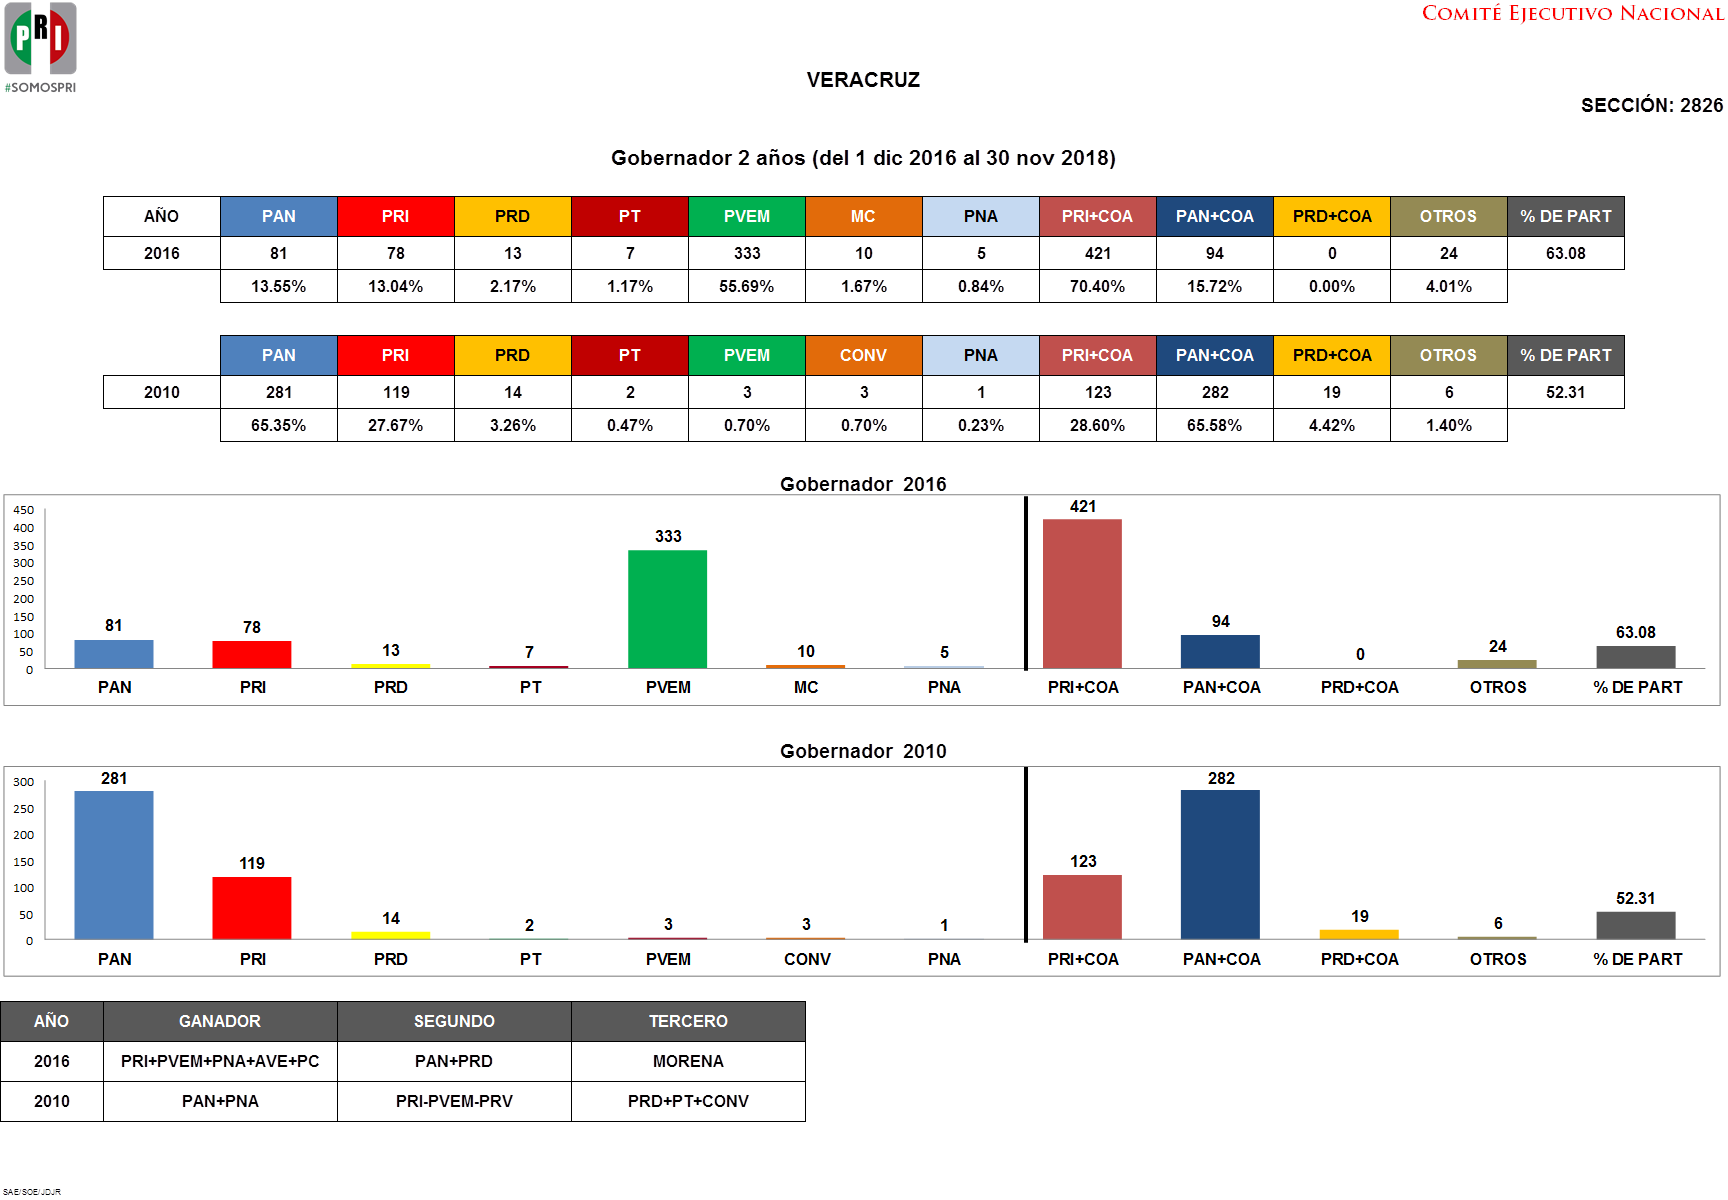 PRI
#SOMOSPRI
COMITÉ EJECUTIVO NACIONAL
VERACRUZ
SECCIÓN: 2826
Gobernador 2 años (del 1 dic 2016 al 30 nov 2018)
AÑO PAN PRI PRD PT PVEM MC PNA PRI+COA PAN+COA PRD+COA OTROS % DE PART
2016 81 78 13 7 333 10 5 421 94 0 24 63.08
13.55% 13.04% 2.17% 1.17% 55.69% 1.67% 0.84% 70.40% 15.72% 0.00% 4.01%
PAN PRI PRD PT PVEM CONV PNA PRI+COA PAN+COA PRD+COA OTROS % DE PART
2010 281 119 14 2 3 3 1 123 282 19 6 52.31
65.35% 27.67% 3.26% 0.47% 0.70% 0.70% 0.23% 28.60% 65.58% 4.42% 1.40%
Gobernador 2016
450
400
350
300
250
200
150
100
50
0
81 78 13 7 333 10 5 421 94 0 24 63.08
PAN PRI PRD PT PVEM MC PNA PRI+COA PAN+COA PRD+COA OTROS % DE PART
Gobernador 2010
300
250
200
150
100
50
0
281 119 14 2 3 3 1 123 282 19 6 52.31
PAN PRI PRD PT PVEM CONV PNA PRI+COA PAN+COA PRD+COA OTROS % DE PART
AÑO GANADOR SEGUNDO TERCERO
2016 PRI+PVEM+PNA+AVE+PC PAN+PRD MORENA
2010 PAN+PNA PRI-PVEM-PRV PRD+PT+CONV
SAE/SOE/JDJR